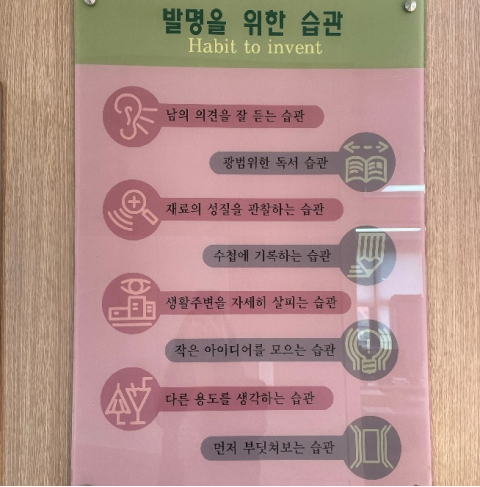 발명을 위한 습관
Habit to invent
남의 의견을 잘 듣는 습관
광범위한 독서 습관
재료의 성질을 관찰하는 습관
수첩에 기록하는 습관
생활주변을 자세히 살피는 습관
작은 아이디어를 모으는 습관
다른 용도를 생각하는 습관
먼저 부딪쳐보는 습관